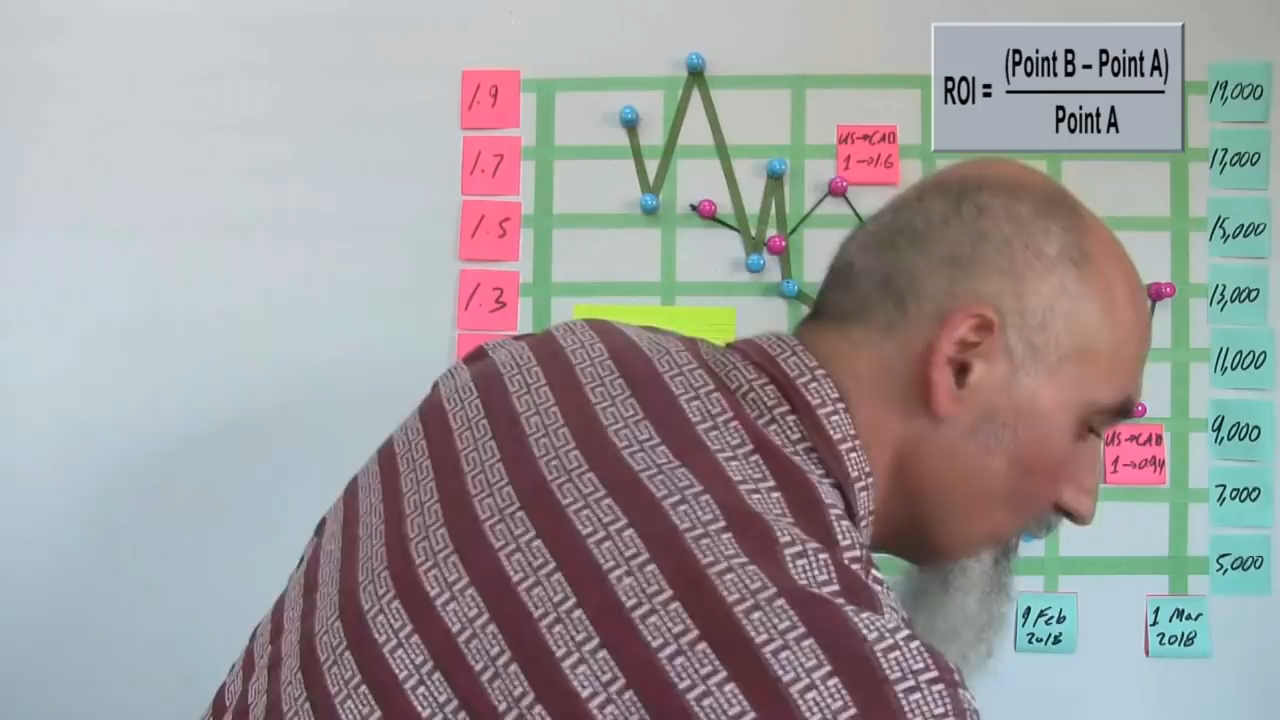 ROI = (Point B – Point A)
Point A
1.9
1.7
1.5
1.3
US→CAD
1→1.6
19,000
17,000
15,000
13,000
11,000
9,000
7,000
5,000
US→CAD
1→0.94
9 Feb
2018
1 Mar
2018